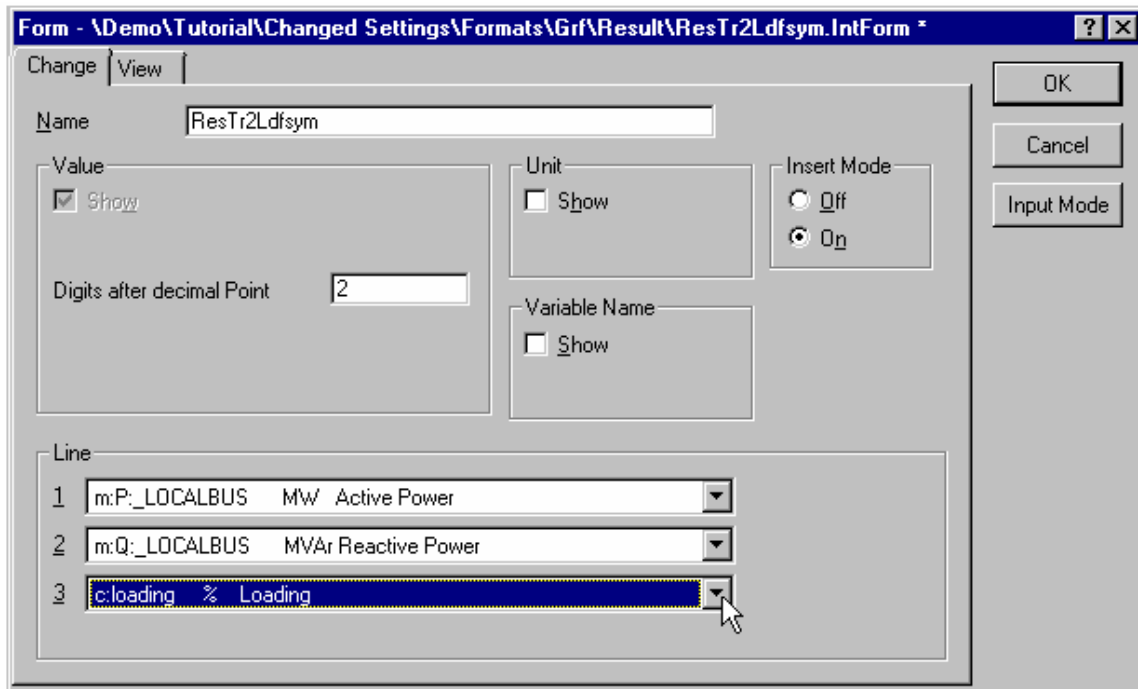 Form - \Demo\Tutorial\Changed Settings\Formats\Grf\Result\ResTr2Ldfsym.IntForm *
Change View
OK
Name ResTr2Ldfsym
Cancel
Value Unit Insert Mode
Show Show Off
Input Mode
On
Digits after decimal Point 2
Variable Name
Show
Line
1 m:P:_LOCALBUS MW Active Power
2 m:Q:_LOCALBUS MVAr Reactive Power
3 c:loading % Loading